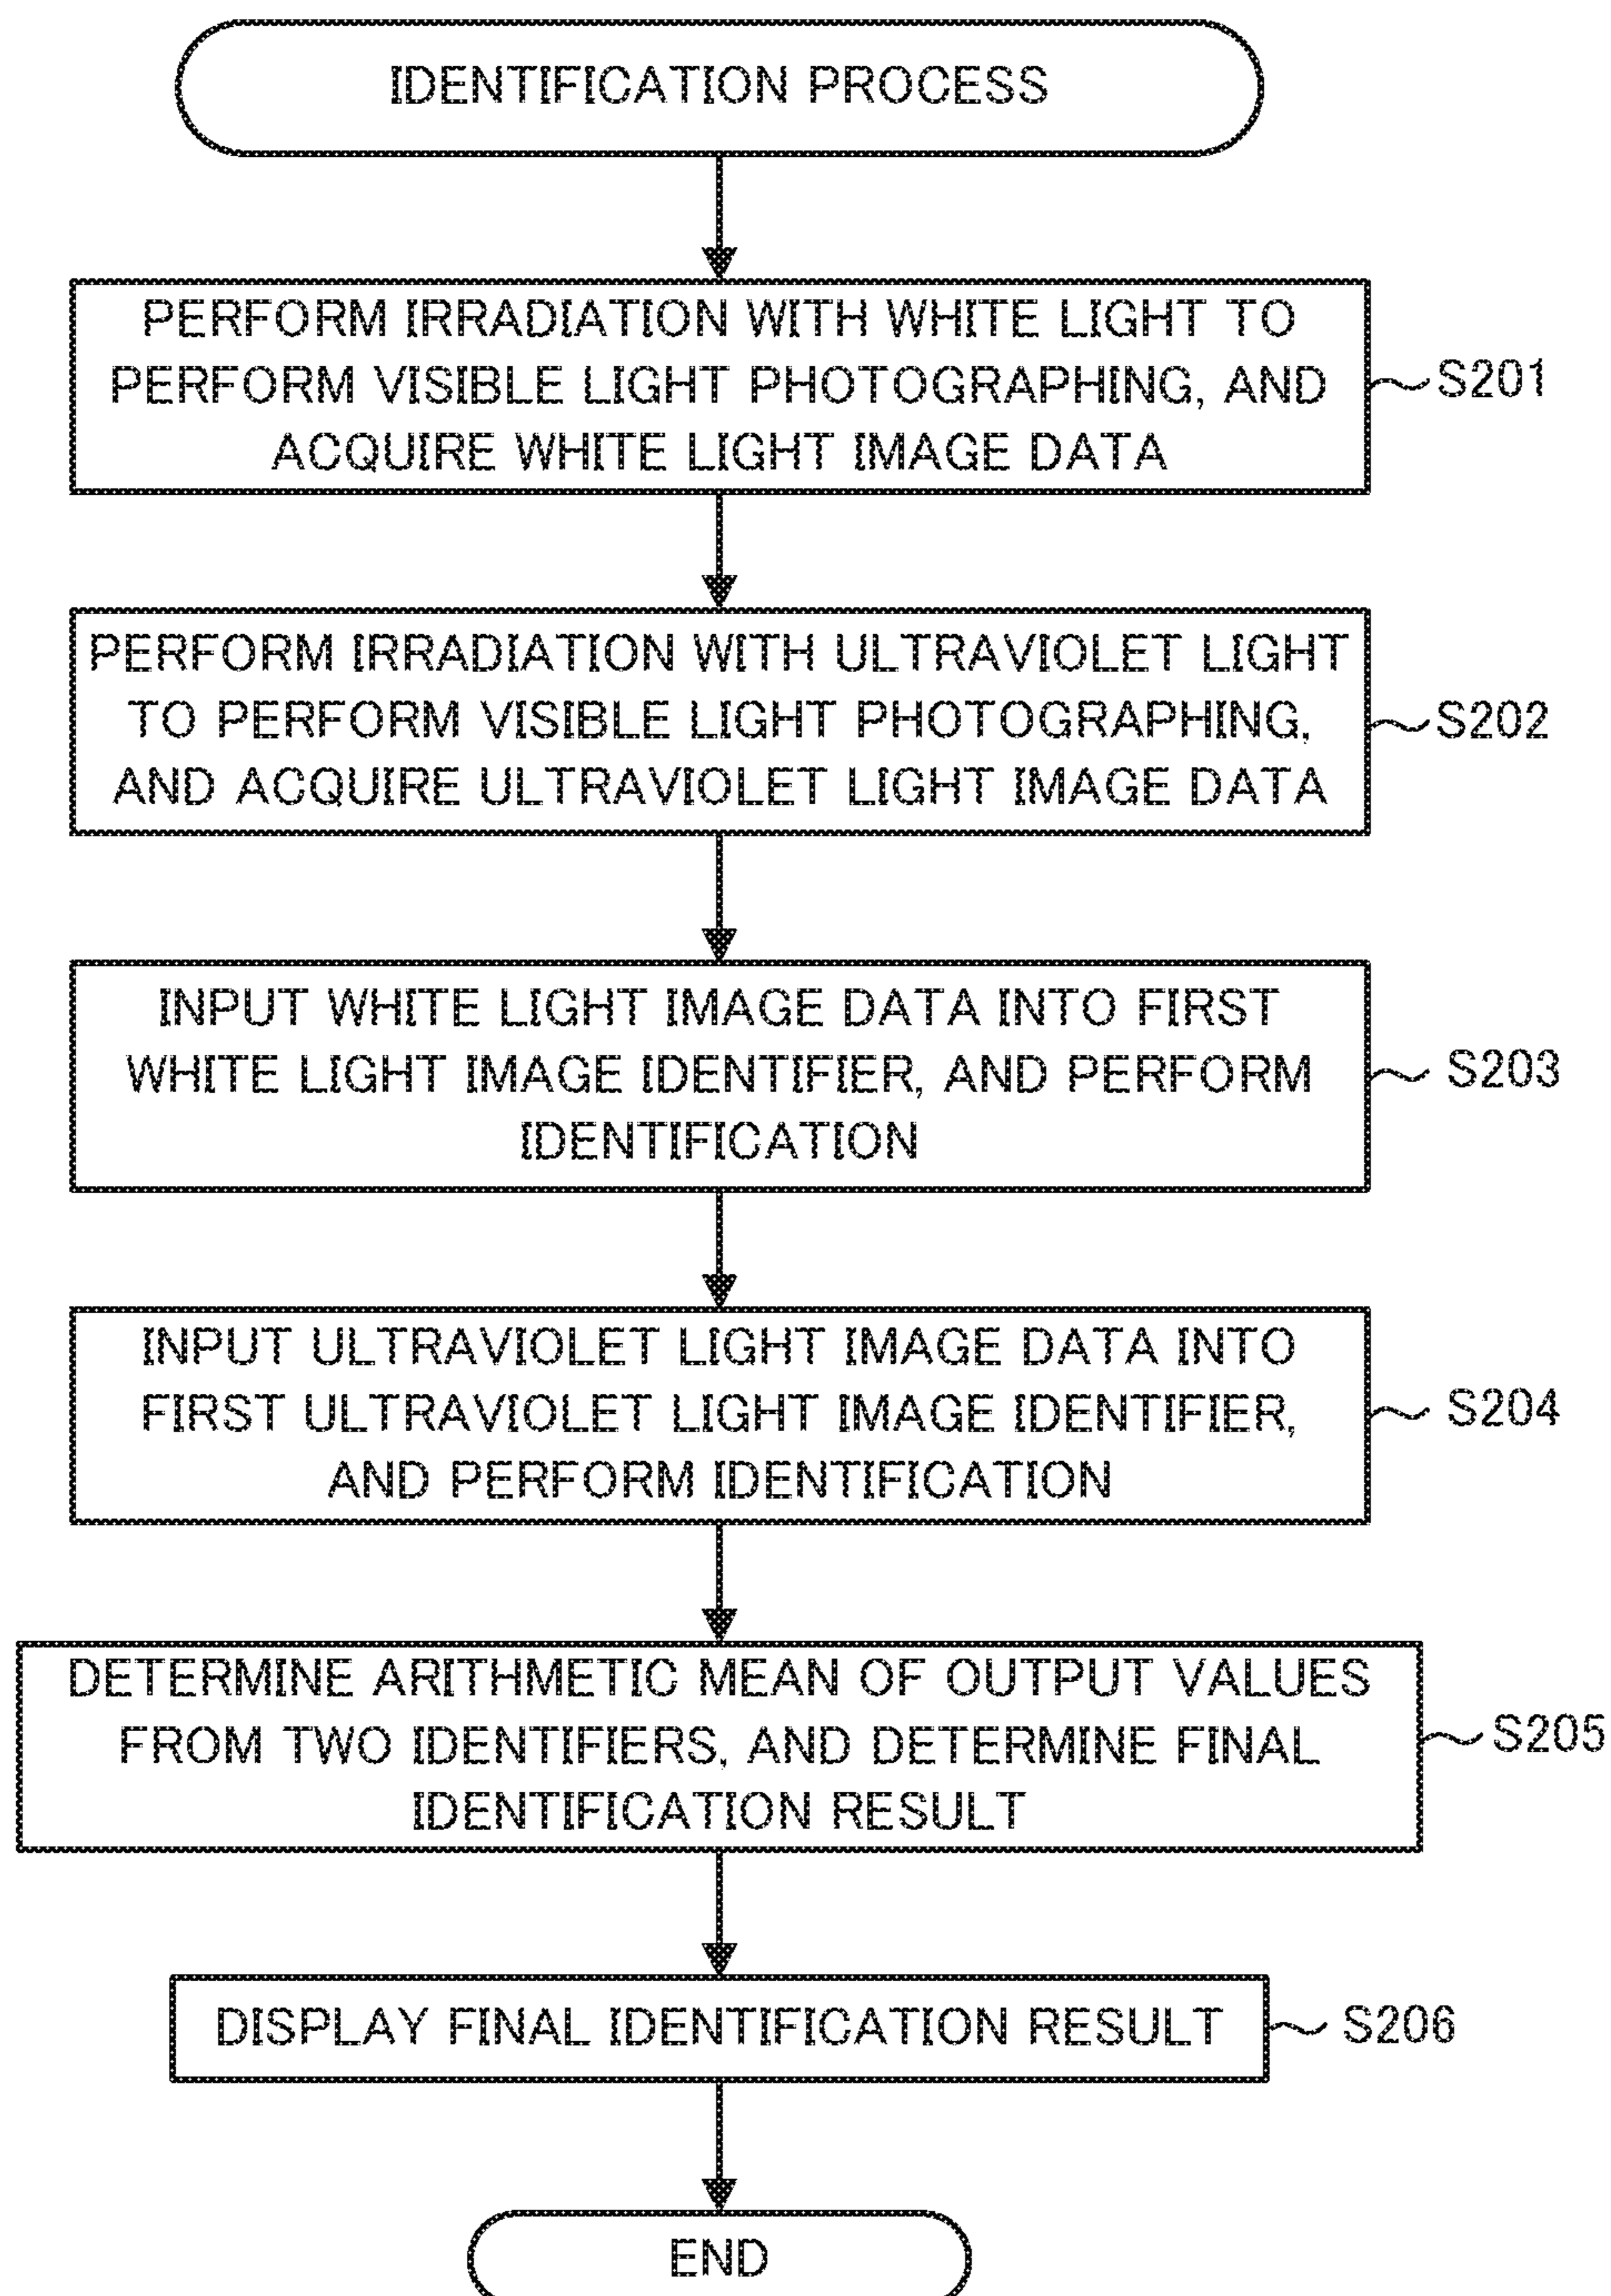 IDENTIFICATION PROCESS
PERFORM IRRADIATION WITH WHITE LIGHT TO
PERFORM VISIBLE LIGHT PHOTOGRAPHING, AND
ACQUIRE WHITE LIGHT IMAGE DATA
S201
PERFORM IRRADIATION WITH ULTRAVIOLET LIGHT
TO PERFORM VISIBLE LIGHT PHOTOGRAPHING,
AND ACQUIRE ULTRAVIOLET LIGHT IMAGE DATA
S202
INPUT WHITE LIGHT IMAGE DATA INTO FIRST
WHITE LIGHT IMAGE IDENTIFIER, AND PERFORM
IDENTIFICATION
S203
INPUT ULTRAVIOLET LIGHT IMAGE DATA INTO
FIRST ULTRAVIOLET LIGHT IMAGE IDENTIFIER,
AND PERFORM IDENTIFICATION
S204
DETERMINE ARITHMETIC MEAN OF OUTPUT VALUES
FROM TWO IDENTIFIERS, AND DETERMINE FINAL
IDENTIFICATION RESULT
S205
DISPLAY FINAL IDENTIFICATION RESULT
S206
END